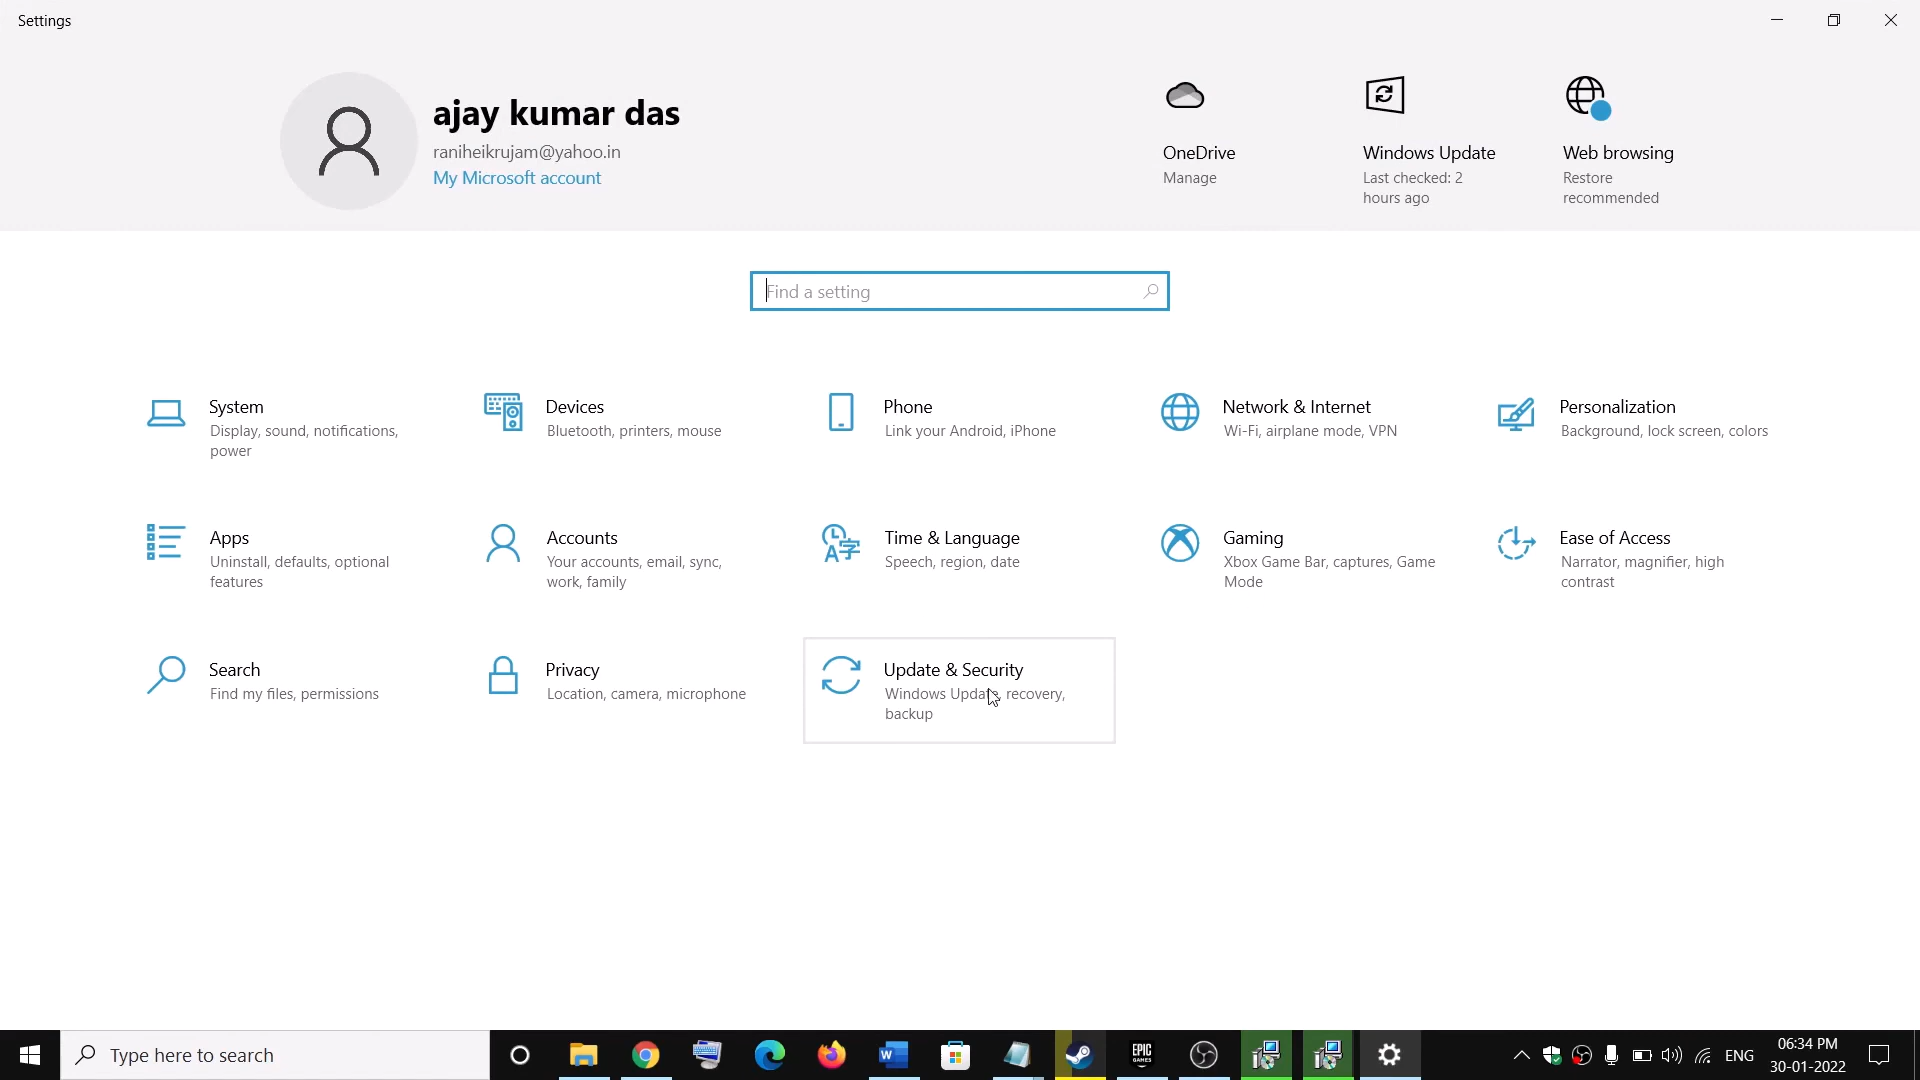 Settings
ajay kumar das
raniheikrujam@yahoo.in
My Microsoft account
OneDrive
Manage
Windows Update
Last checked: 2
hours ago
Web browsing
Restore
recommended
Find a setting
System
Display, sound, notifications,
power
Devices
Bluetooth, printers, mouse
Phone
Link your Android, iPhone
Network & Internet
Wi-Fi, airplane mode, VPN
Personalization
Background, lock screen, colors
Apps
Uninstall, defaults, optional
features
Accounts
Your accounts, email, sync,
work, family
Time & Language
Speech, region, date
Gaming
Xbox Game Bar, captures, Game
Mode
Ease of Access
Narrator, magnifier, high
contrast
Search
Find my files, permissions
Privacy
Location, camera, microphone
Update & Security
Windows Update, recovery,
backup
Type here to search
EPIC
GAMES
ENG
06:34 PM
30-01-2022